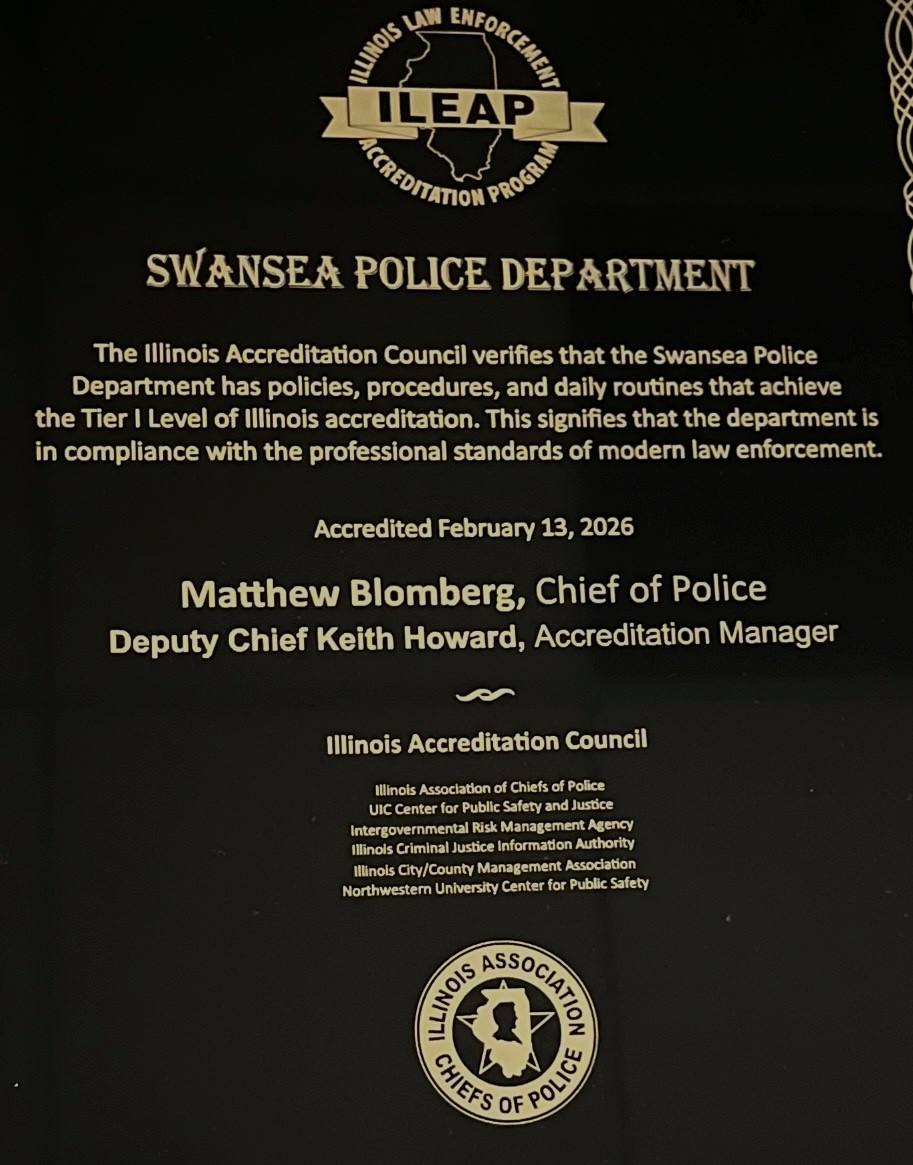 ILLINOIS LAW ENFORCEMENT
ILEAP
ACCREDITATION PROGRAM
SWANSEA POLICE DEPARTMENT
The Illinois Accreditation Council verifies that the Swansea Police
Department has policies, procedures, and daily routines that achieve
the Tier I Level of Illinois accreditation. This signifies that the department is
in compliance with the professional standards of modern law enforcement.
Accredited February 13, 2026
Matthew Blomberg, Chief of Police
Deputy Chief Keith Howard, Accreditation Manager
Illinois Accreditation Council
Illinois Association of Chiefs of Police
UIC Center for Public Safety and Justice
Intergovernmental Risk Management Agency
Illinois Criminal Justice Information Authority
Illinois City/County Management Association
Northwestern University Center for Public Safety
ILLINOIS ASSOCIATION
CHIEFS OF POLICE